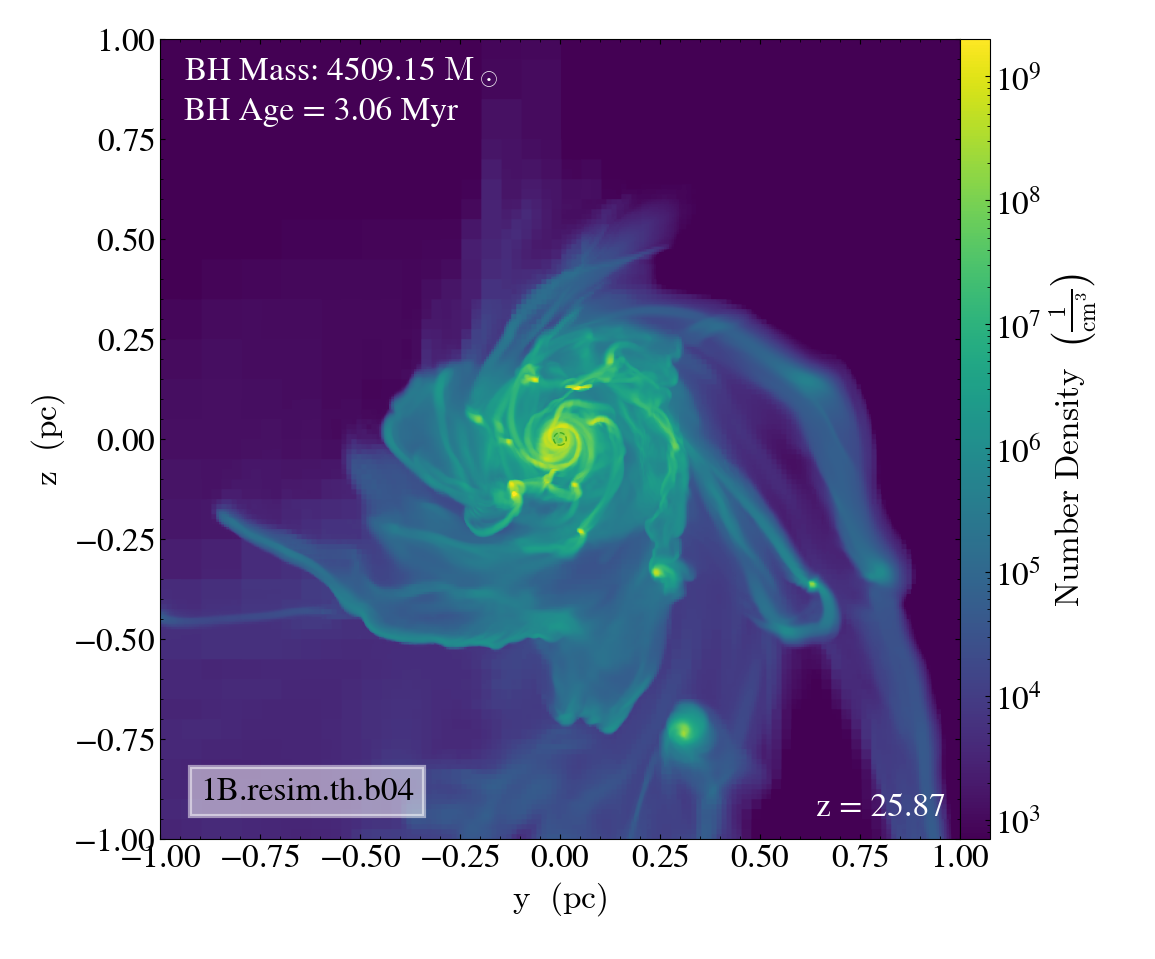 BH Mass: 4509.15 M⊙
BH Age = 3.06 Myr
1.00
0.75
0.50
0.25
0.00
−0.25
−0.50
−0.75
−1.00
z (pc)
1B.resim.th.b04
z = 25.87
−1.00 −0.75 −0.50 −0.25 0.00 0.25 0.50 0.75 1.00
y (pc)
10⁹
10⁸
10⁷
10⁶
10⁵
10⁴
10³
Number Density (1/cm³)